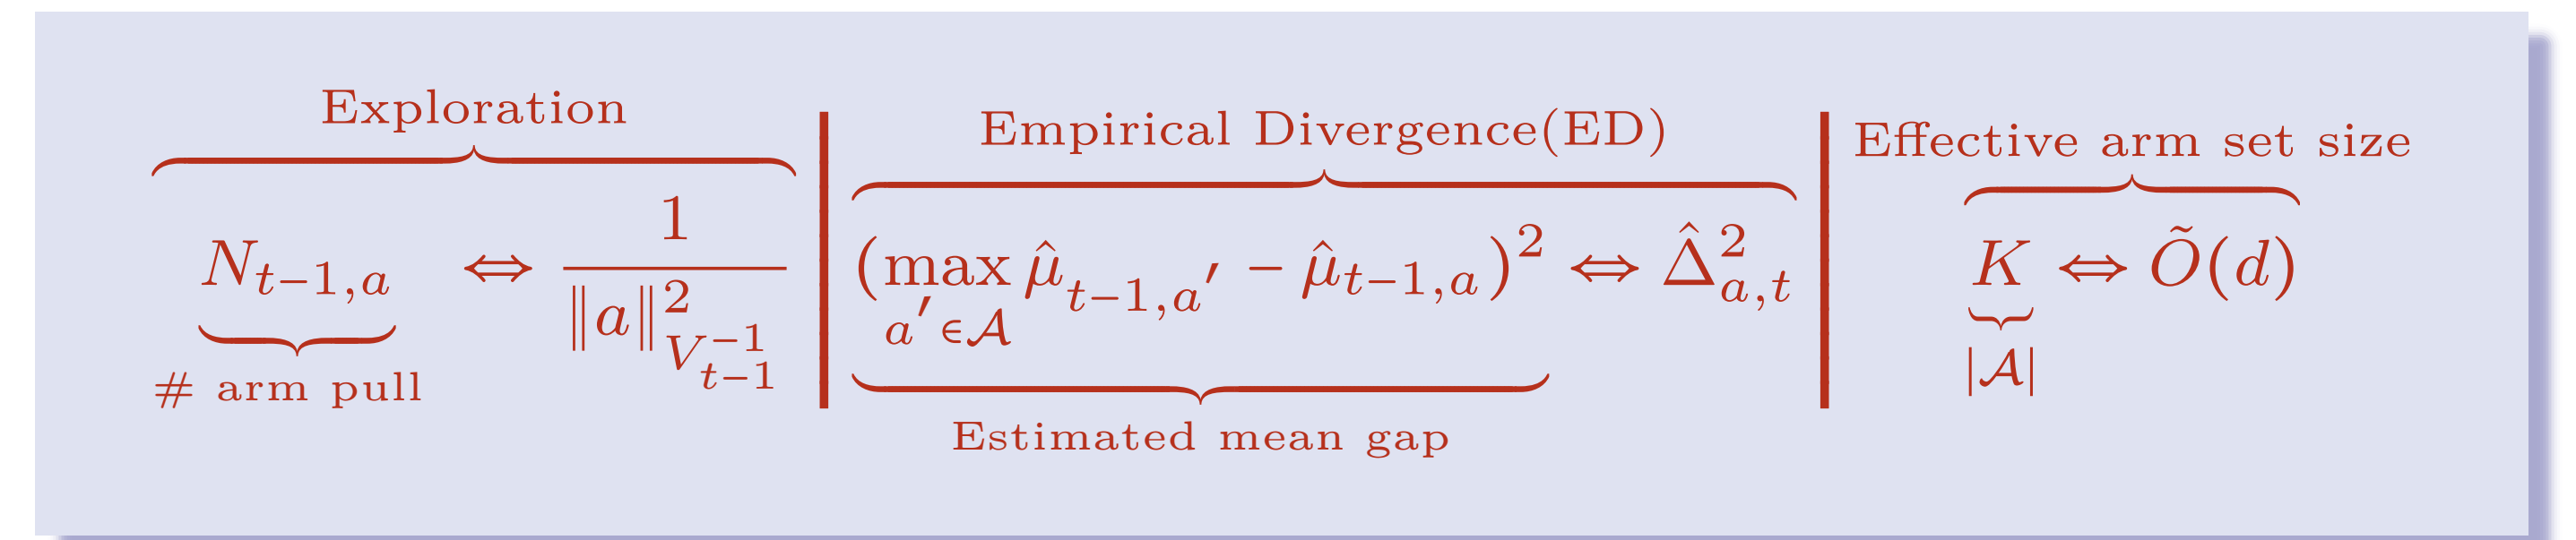 Exploration
Empirical Divergence(ED)
Effective arm set size
N_{t−1,a} ⇔ 1 / ‖a‖²_{V_{t−1}^{−1}} | (max_{a′∈𝒜} μ̂_{t−1,a′} − μ̂_{t−1,a})² ⇔ Δ̂²_{a,t} | K ⇔ Õ(d)
# arm pull
Estimated mean gap
|𝒜|